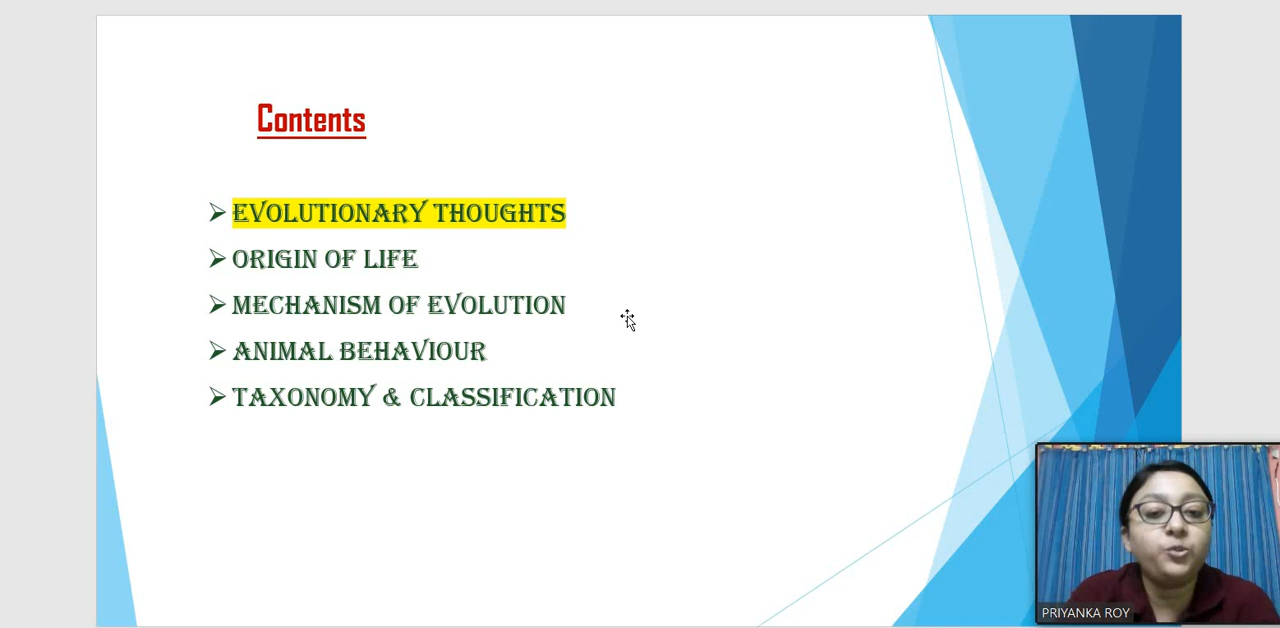 Contents
EVOLUTIONARY THOUGHTS
ORIGIN OF LIFE
MECHANISM OF EVOLUTION
ANIMAL BEHAVIOUR
TAXONOMY & CLASSIFICATION
PRIYANKA ROY